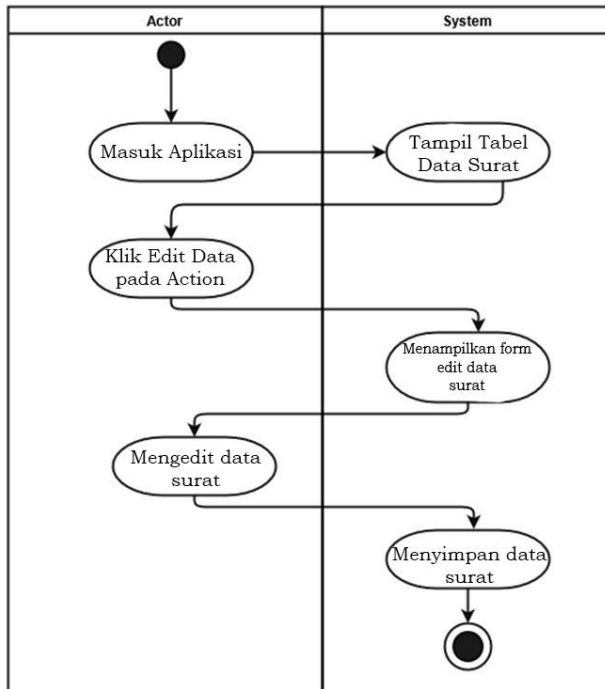 Actor
System
Masuk Aplikasi
Tampil Tabel
Data Surat
Klik Edit Data
pada Action
Menampilkan form
edit data
surat
Mengedit data
surat
Menyimpan data
surat